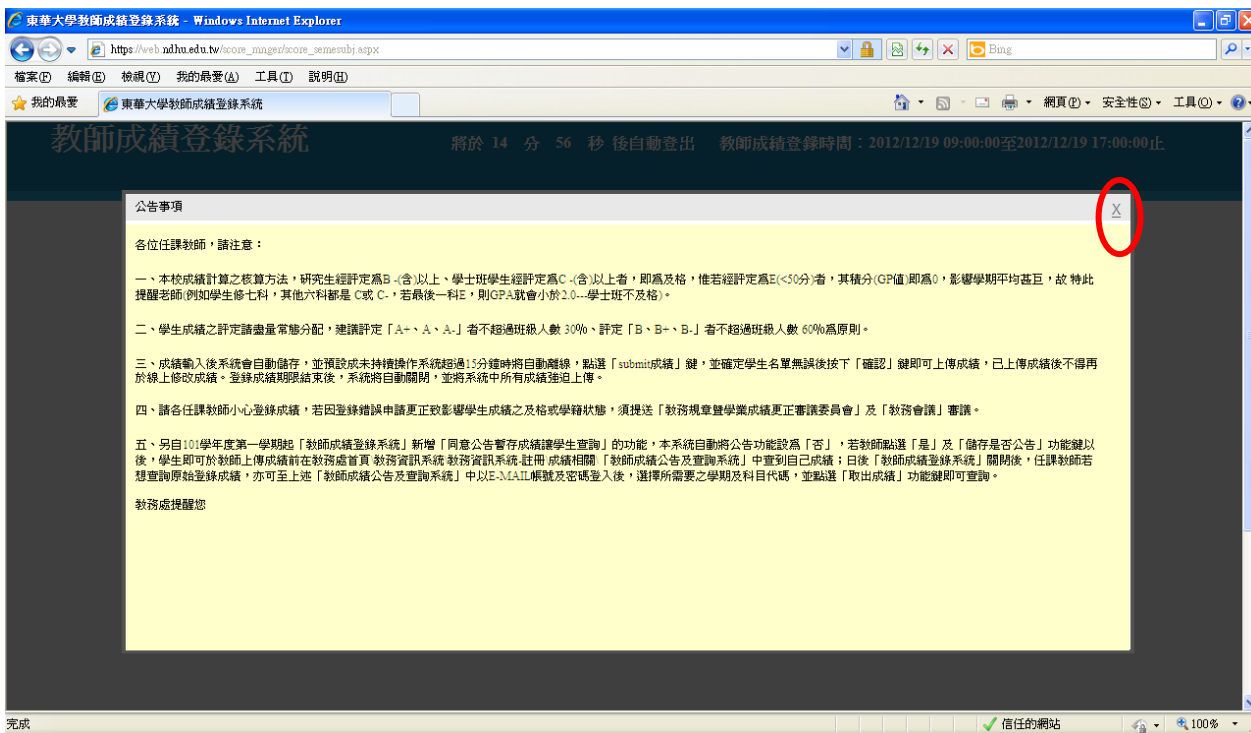 東華大學教師成績登錄系統 - Windows Internet Explorer
https://web.ndhu.edu.tw/score_mnger/score_semesubj.aspx
Bing
檔案(F) 編輯(E) 檢視(V) 我的最愛(A) 工具(T) 說明(H)
我的最愛 東華大學教師成績登錄系統 網頁(P) 安全性(S) 工具(O)
教師成績登錄系統 將於 14 分 56 秒 後自動登出 教師成績登錄時間：2012/12/19 09:00:00至2012/12/19 17:00:00止
公告事項 X
各位任課教師，請注意：
一、本校成績計算之核算方法，研究生經評定為B -(含)以上、學士班學生經評定為C -(含)以上者，即為及格，惟若經評定為E(<50分)者，其積分(GP值)即為0，影響學期平均甚巨，故 特此
提醒老師(例如學生修七科，其他六科都是 C或 C-，若最後一科E，則GPA就會小於2.0---學士班不及格)。
二、學生成績之評定請盡量常態分配，建議評定「A+、A、A-」者不超過班級人數 30%、評定「B、B+、B-」者不超過班級人數 60%為原則。
三、成績輸入後系統會自動儲存，並預設成未持續操作系統超過15分鐘時將自動離線，點選「submit成績」鍵，並確定學生名單無誤後按下「確認」鍵即可上傳成績，已上傳成績後不得再
於線上修改成績。登錄成績期限結束後，系統將自動關閉，並將系統中所有成績強迫上傳。
四、請各任課教師小心登錄成績，若因登錄錯誤申請更正致影響學生成績之及格或學籍狀態，須提送「教務規章暨學業成績更正審議委員會」及「教務會議」審議。
五、另自101學年度第一學期起「教師成績登錄系統」新增「同意公告暫存成績讓學生查詢」的功能，本系統自動將公告功能設為「否」，若教師點選「是」及「儲存是否公告」功能鍵以
後，學生即可於教師上傳成績前在教務處首頁 教務資訊系統 教務資訊系統-註冊 成績相關「教師成績公告及查詢系統」中查到自己成績；日後「教師成績登錄系統」關閉後，任課教師若
想查詢原始登錄成績，亦可至上述「教師成績公告及查詢系統」中以E-MAIL帳號及密碼登入後，選擇所需要之學期及科目代碼，並點選「取出成績」功能鍵即可查詢。
教務處提醒您
完成 信任的網站 100%